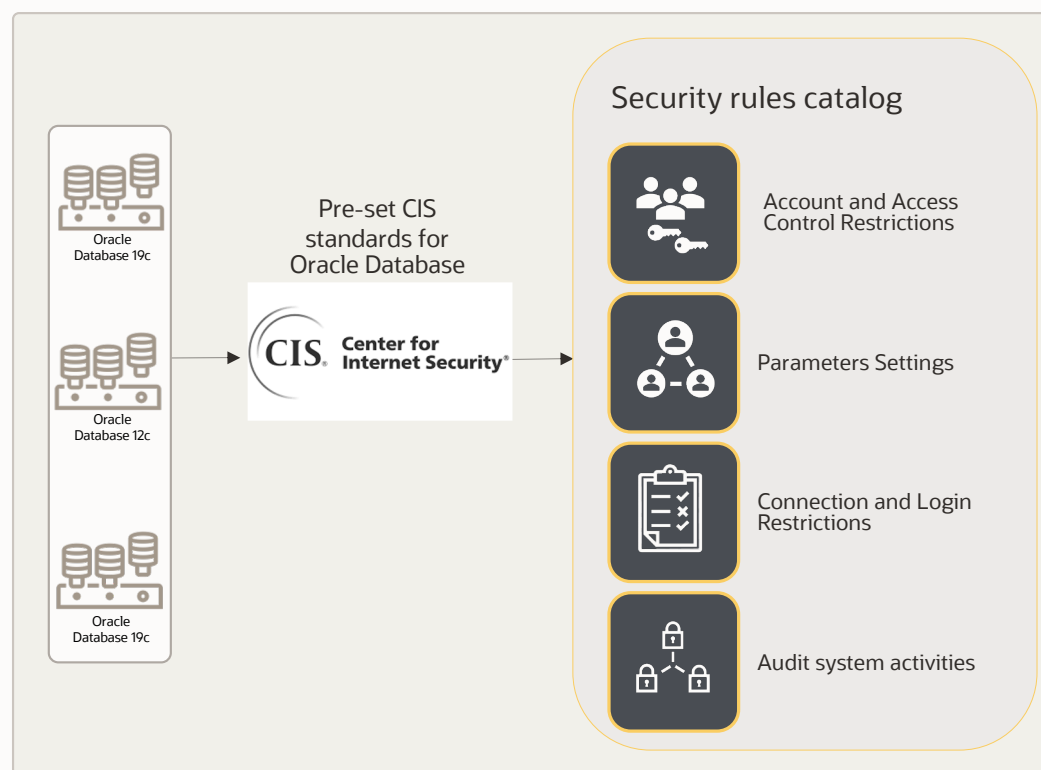 Security rules catalog
Oracle
Database 19c
Oracle
Database 12c
Oracle
Database 19c
Pre-set CIS
standards for
Oracle Database
CIS.
Center for
Internet Security®
Account and Access
Control Restrictions
Parameters Settings
Connection and Login
Restrictions
Audit system activities